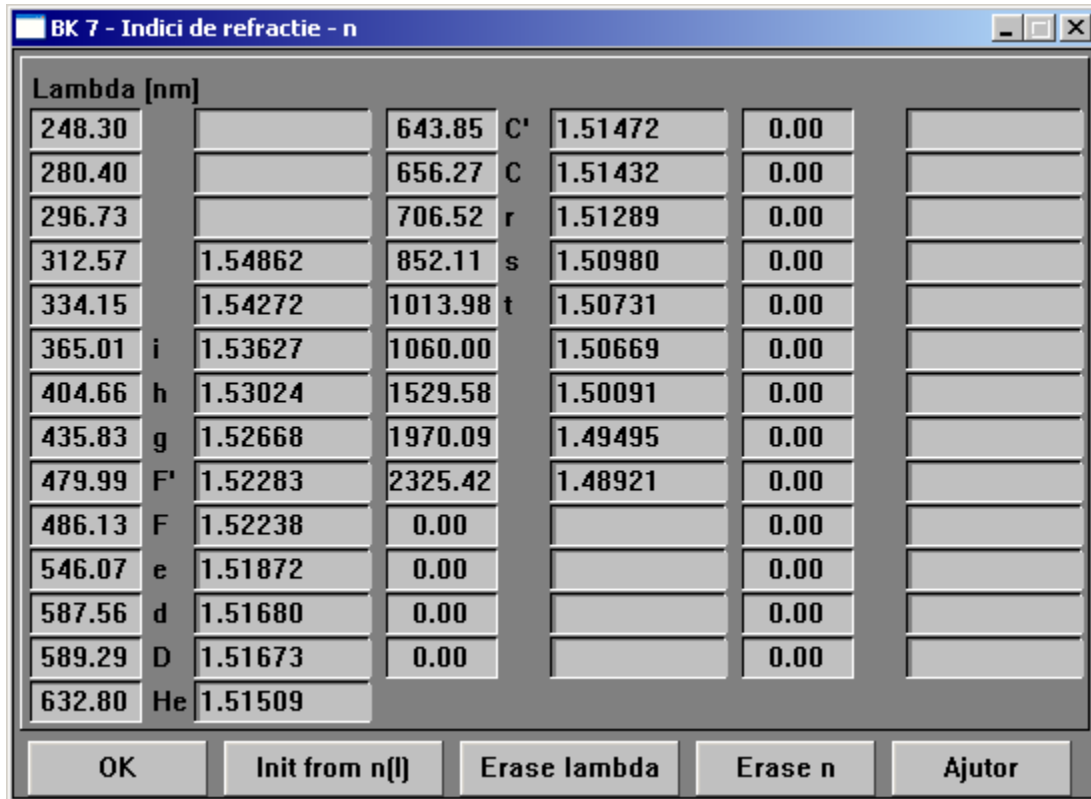 BK 7 - Indici de refractie - n
Lambda [nm]
248.30 643.85 C' 1.51472 0.00
280.40 656.27 C 1.51432 0.00
296.73 706.52 r 1.51289 0.00
312.57 1.54862 852.11 s 1.50980 0.00
334.15 1.54272 1013.98 t 1.50731 0.00
365.01 i 1.53627 1060.00 1.50669 0.00
404.66 h 1.53024 1529.58 1.50091 0.00
435.83 g 1.52668 1970.09 1.49495 0.00
479.99 F' 1.52283 2325.42 1.48921 0.00
486.13 F 1.52238 0.00 0.00
546.07 e 1.51872 0.00 0.00
587.56 d 1.51680 0.00 0.00
589.29 D 1.51673 0.00 0.00
632.80 He 1.51509
OK Init from n(l) Erase lambda Erase n Ajutor